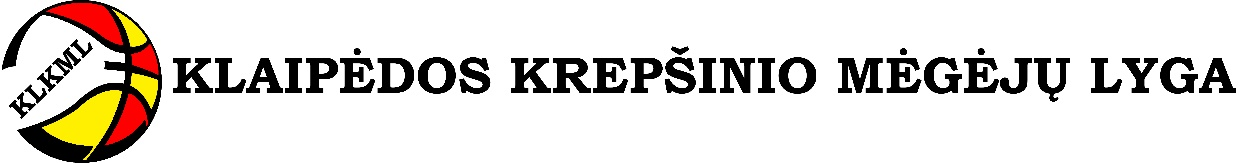 KLKML
KLAIPĖDOS KREPŠINIO MĖGĖJŲ LYGA